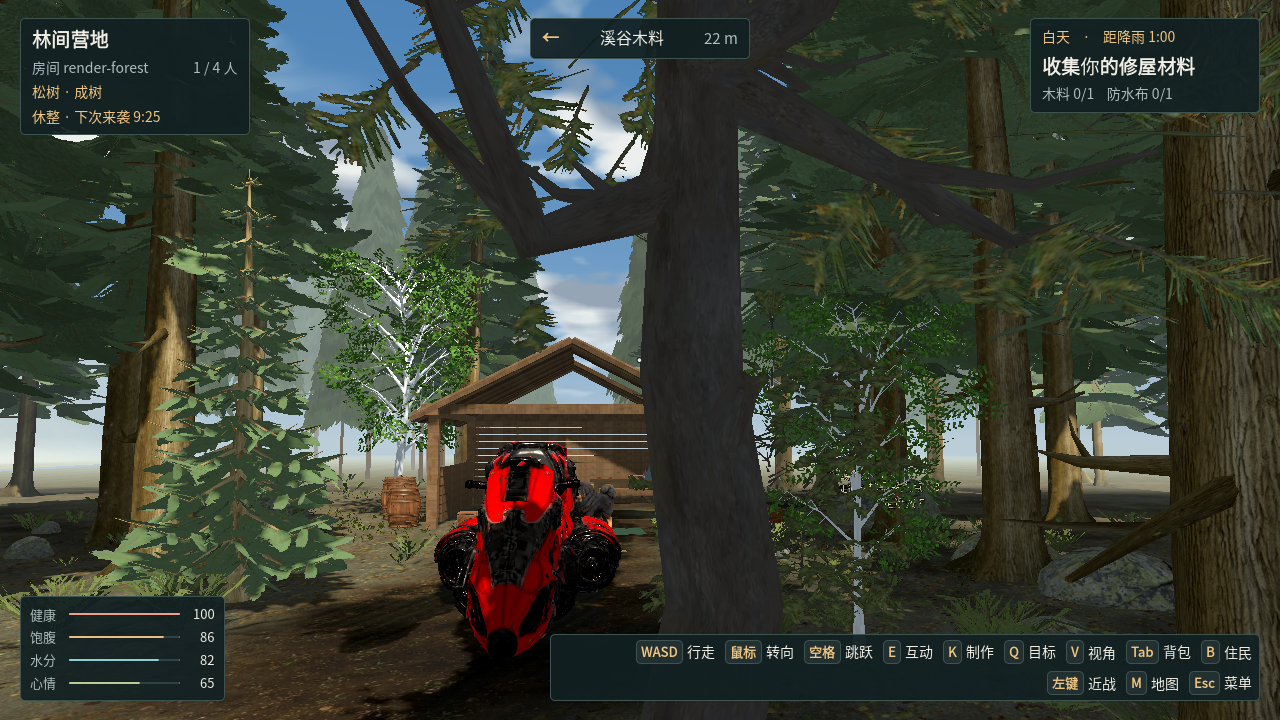 林间营地
房间 render-forest 1 / 4 人
松树 · 成树
休整 · 下次来袭 9:25
← 溪谷木料 22 m
白天 · 距降雨 1:00
收集你的修屋材料
木料 0/1 防水布 0/1
健康 100
饱腹 86
水分 82
心情 65
WASD 行走 鼠标 转向 空格 跳跃 E 互动 K 制作 Q 目标 V 视角 Tab 背包 B 住民
左键 近战 M 地图 Esc 菜单